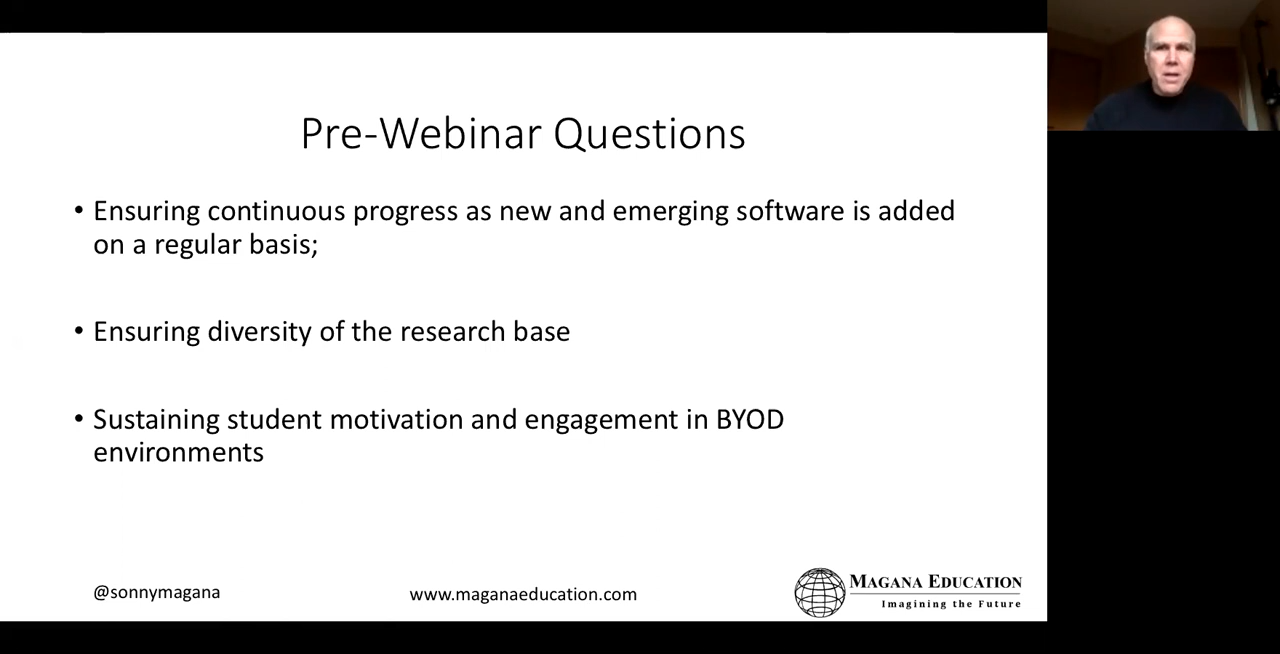 Pre-Webinar Questions
• Ensuring continuous progress as new and emerging software is added
on a regular basis;
• Ensuring diversity of the research base
• Sustaining student motivation and engagement in BYOD
environments
@sonnymagana
www.maganaeducation.com
MAGANA EDUCATION
Imagining the Future